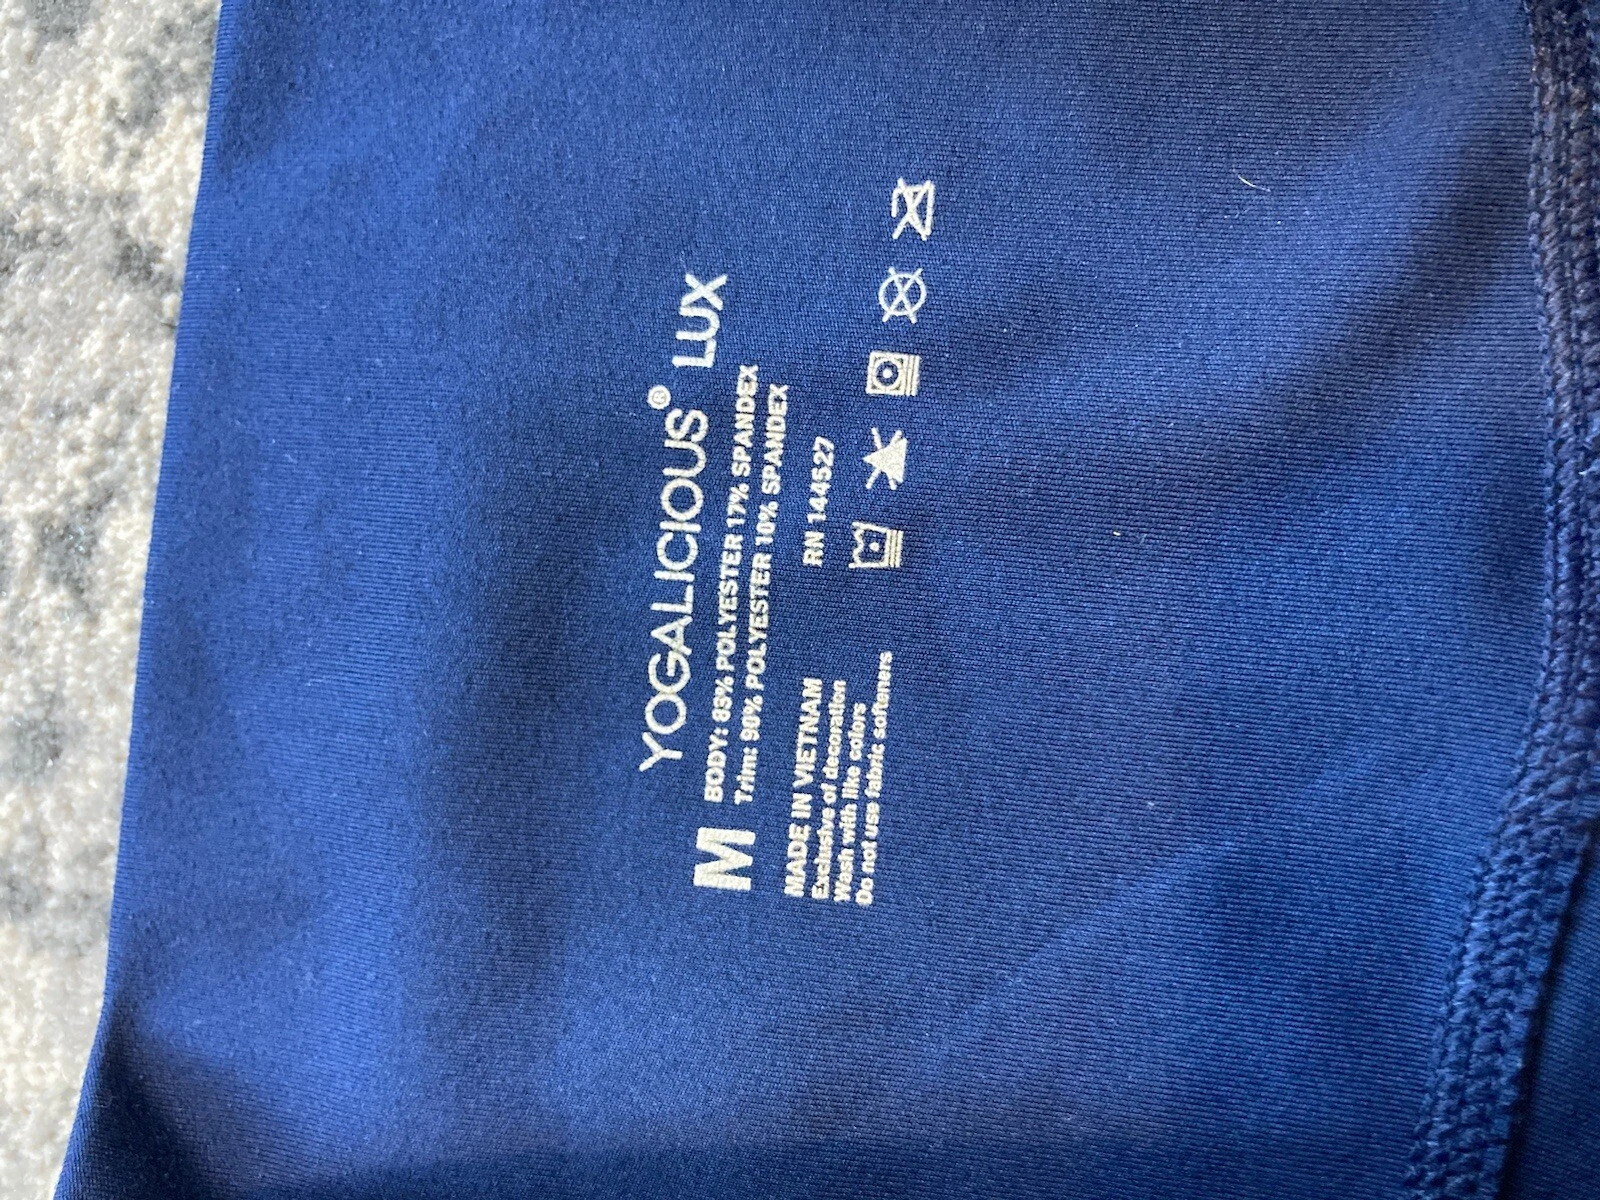 YOGALICIOUS® LUX
M
BODY: 83% POLYESTER 17% SPANDEX
Trim: 90% POLYESTER 10% SPANDEX
MADE IN VIETNAM
RN 144527
Exclusive of decoration
Wash with like colors
Do not use fabric softeners